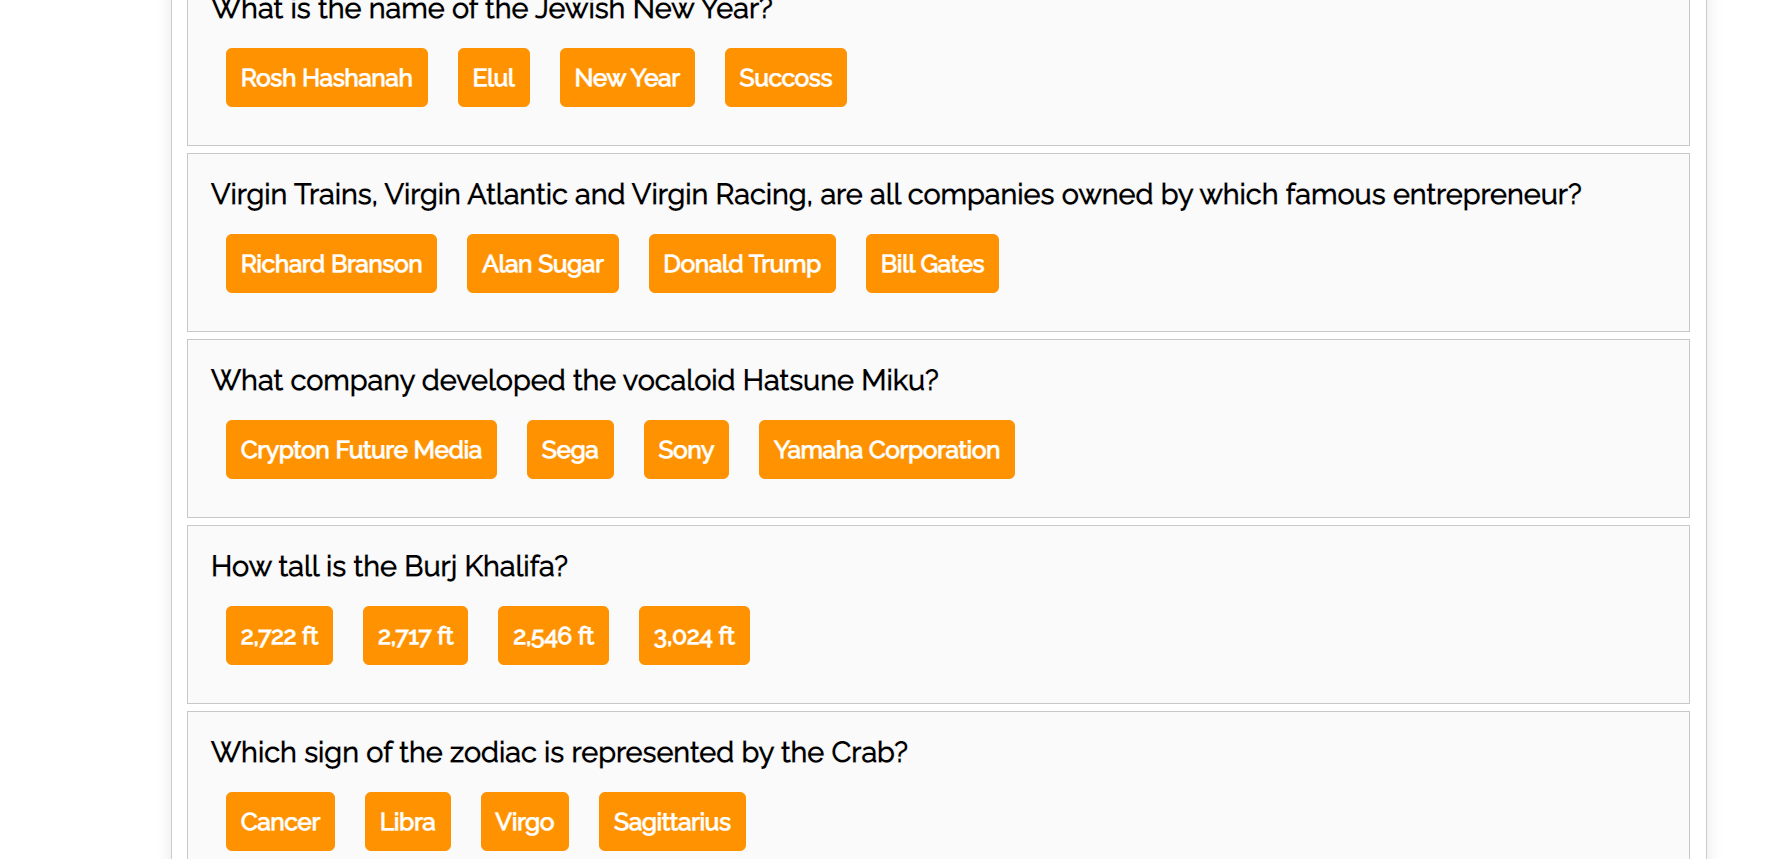 What is the name of the Jewish New Year?
Rosh Hashanah Elul New Year Succoss
Virgin Trains, Virgin Atlantic and Virgin Racing, are all companies owned by which famous entrepreneur?
Richard Branson Alan Sugar Donald Trump Bill Gates
What company developed the vocaloid Hatsune Miku?
Crypton Future Media Sega Sony Yamaha Corporation
How tall is the Burj Khalifa?
2,722 ft 2,717 ft 2,546 ft 3,024 ft
Which sign of the zodiac is represented by the Crab?
Cancer Libra Virgo Sagittarius